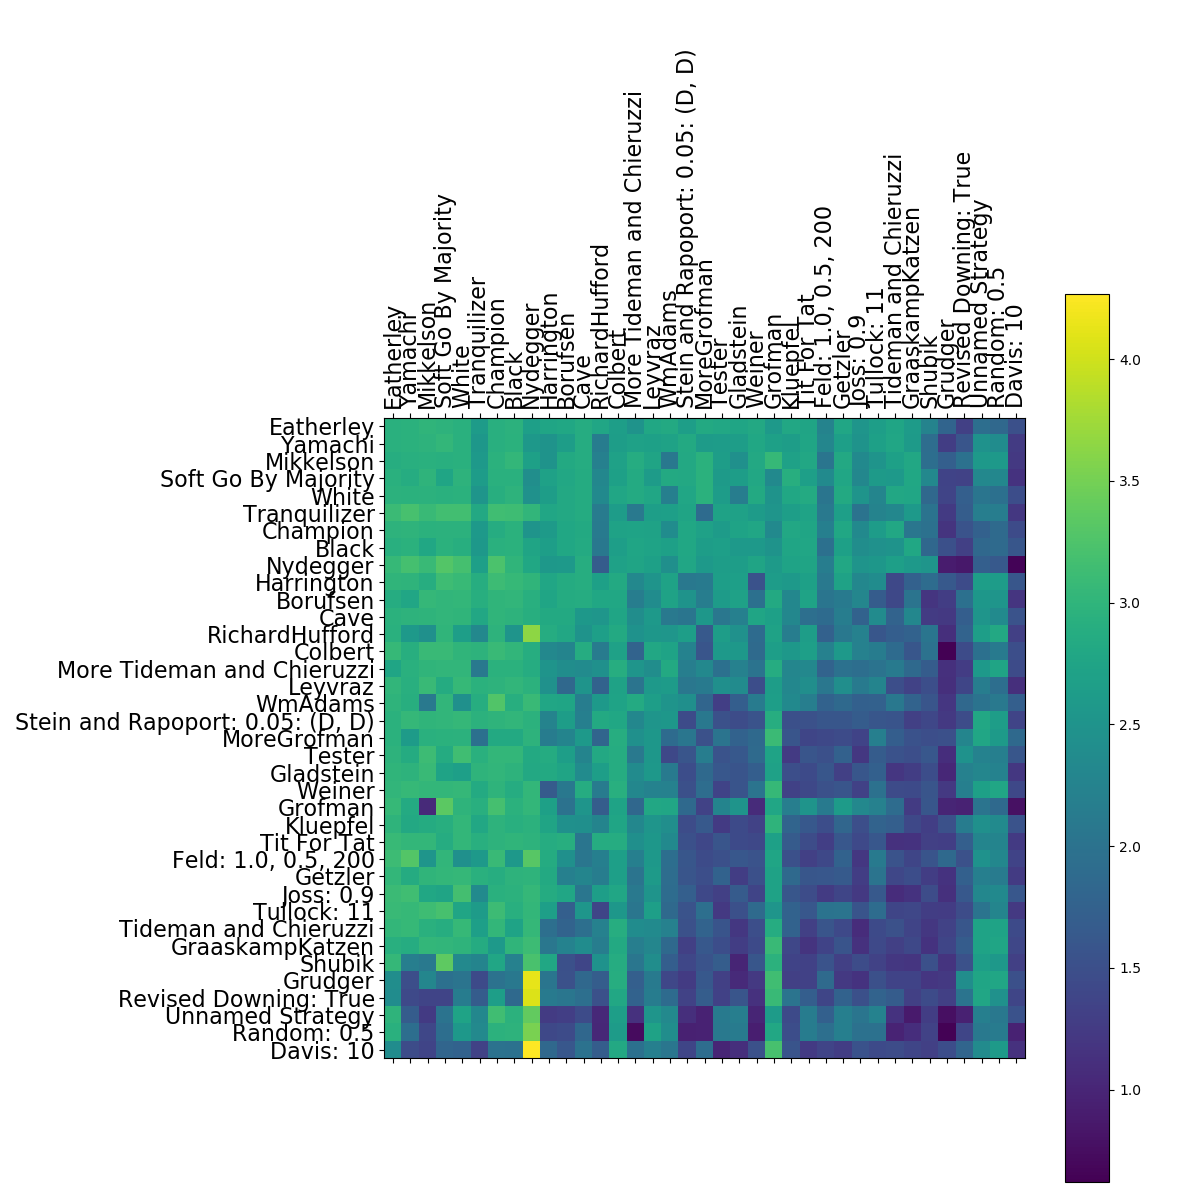 Eatherley
Yamachi
Mikkelson
Soft Go By Majority
White
Tranquilizer
Champion
Black
Nydegger
Harrington
Borufsen
Cave
RichardHufford
Colbert
More Tideman and Chieruzzi
Leyvraz
WmAdams
Stein and Rapoport: 0.05: (D, D)
MoreGrofman
Tester
Gladstein
Weiner
Grofman
Kluepfel
Tit For Tat
Feld: 1.0, 0.5, 200
Getzler
Joss: 0.9
Tullock: 11
Tideman and Chieruzzi
GraaskampKatzen
Shubik
Grudger
Revised Downing: True
Unnamed Strategy
Random: 0.5
Davis: 10
Eatherley
Yamachi
Mikkelson
Soft Go By Majority
White
Tranquilizer
Champion
Black
Nydegger
Harrington
Borufsen
Cave
RichardHufford
Colbert
More Tideman and Chieruzzi
Leyvraz
WmAdams
Stein and Rapoport: 0.05: (D, D)
MoreGrofman
Tester
Gladstein
Weiner
Grofman
Kluepfel
Tit For Tat
Feld: 1.0, 0.5, 200
Getzler
Joss: 0.9
Tullock: 11
Tideman and Chieruzzi
GraaskampKatzen
Shubik
Grudger
Revised Downing: True
Unnamed Strategy
Random: 0.5
Davis: 10
4.0
3.5
3.0
2.5
2.0
1.5
1.0